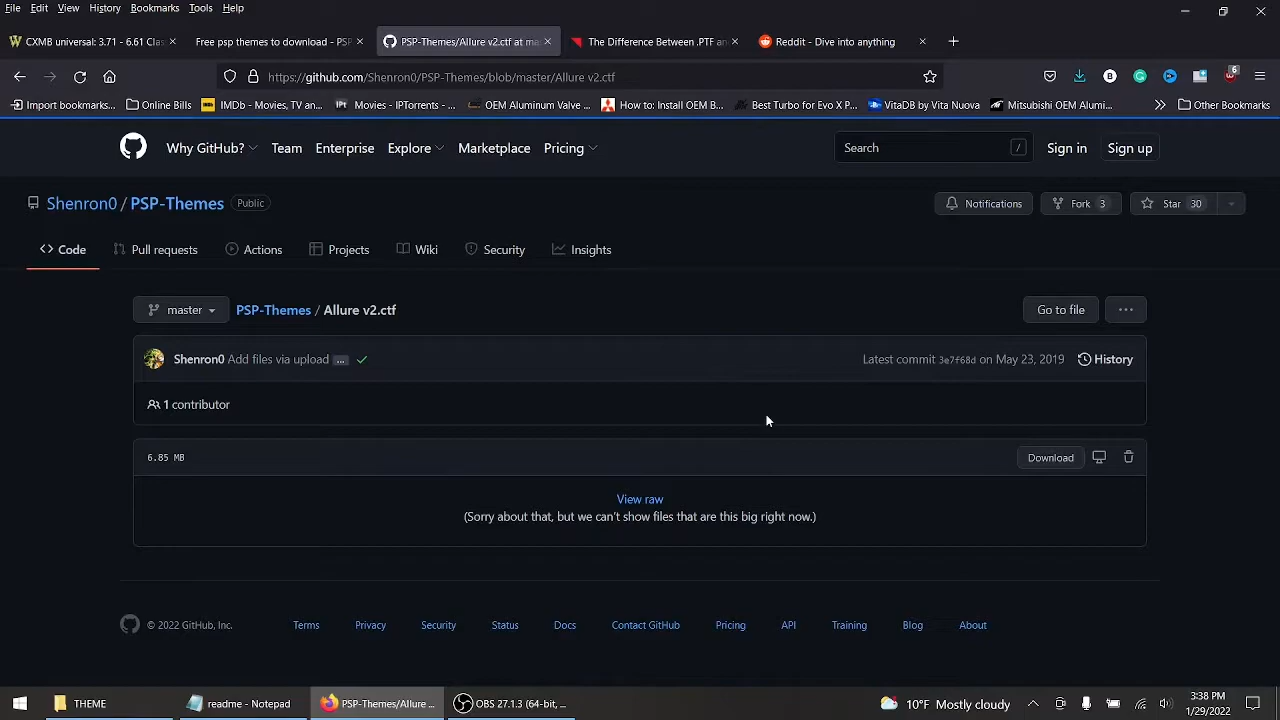 File Edit View History Bookmarks Tools Help
CXMB universal: 3.71 - 6.61 Clas
Free psp themes to download - PSP
PSP-Themes/Allure v2.ctf at mas
The Difference Between .PTF and
Reddit - Dive into anything
https://github.com/Shenron0/PSP-Themes/blob/master/Allure v2.ctf
6
Import bookmarks...
Online Bills
IMDb
IMDb - Movies, TV an...
IPt
Movies - IPTorrents - ...
OEM Aluminum Valve ...
How to: Install OEM B...
Best Turbo for Evo X P...
VitaDB by Vita Nuova
Mitsubishi OEM Alumi...
Other Bookmarks
Why GitHub? Team Enterprise Explore Marketplace Pricing
Search /
Sign in
Sign up
Shenron0 / PSP-Themes Public
Notifications
Fork 3
Star 30
Code Pull requests Actions Projects Wiki Security Insights
master
PSP-Themes / Allure v2.ctf
Go to file
...
Shenron0 Add files via upload ...
Latest commit 3e7f68d on May 23, 2019
History
1 contributor
6.85 MB
Download
View raw
(Sorry about that, but we can't show files that are this big right now.)
© 2022 GitHub, Inc. Terms Privacy Security Status Docs Contact GitHub Pricing API Training Blog About
THEME
readme - Notepad
PSP-Themes/Allure ...
OBS 27.1.3 (64-bit, ...
10°F Mostly cloudy
3:38 PM
1/29/2022